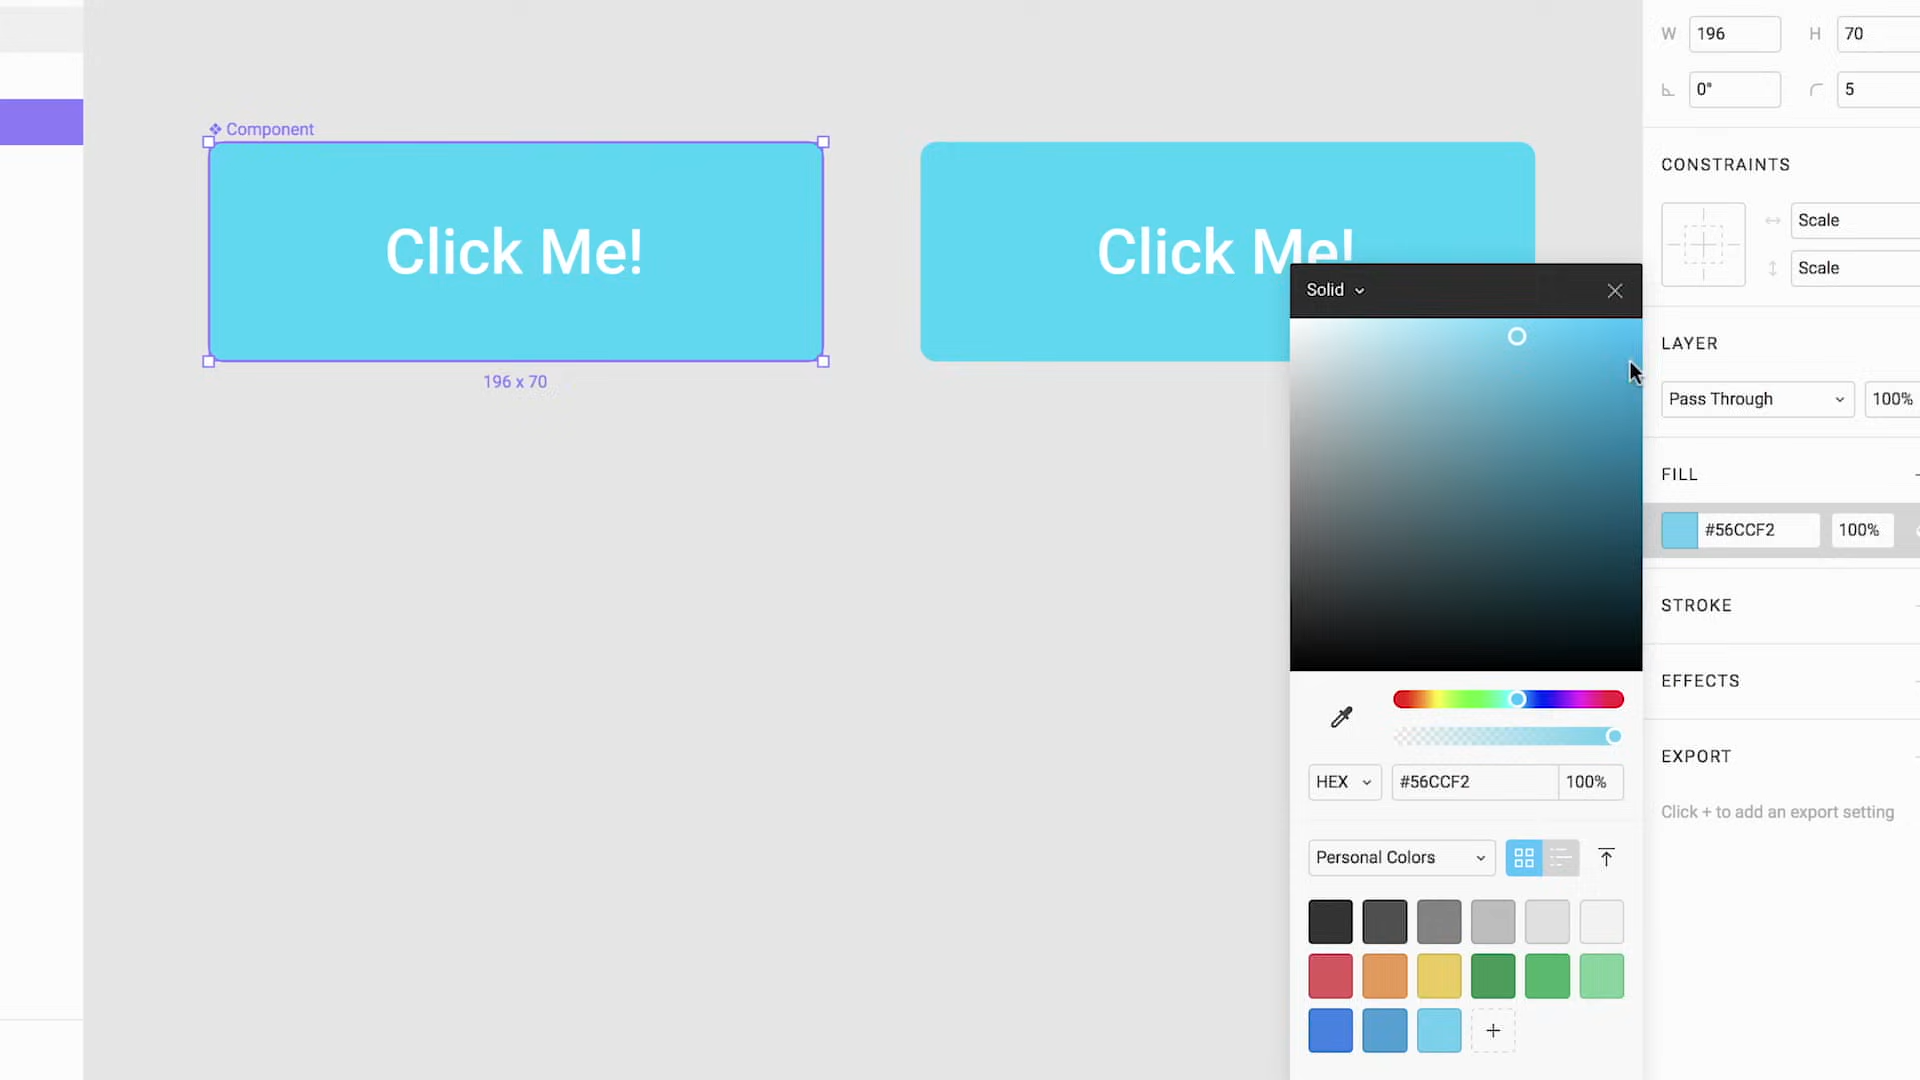 W 196 H 70
0° 5
Component
Click Me!
196 x 70
Click Me!
CONSTRAINTS
Scale
Scale
LAYER
Pass Through 100%
FILL
#56CCF2 100%
STROKE
EFFECTS
EXPORT
Click + to add an export setting
Solid
HEX #56CCF2 100%
Personal Colors